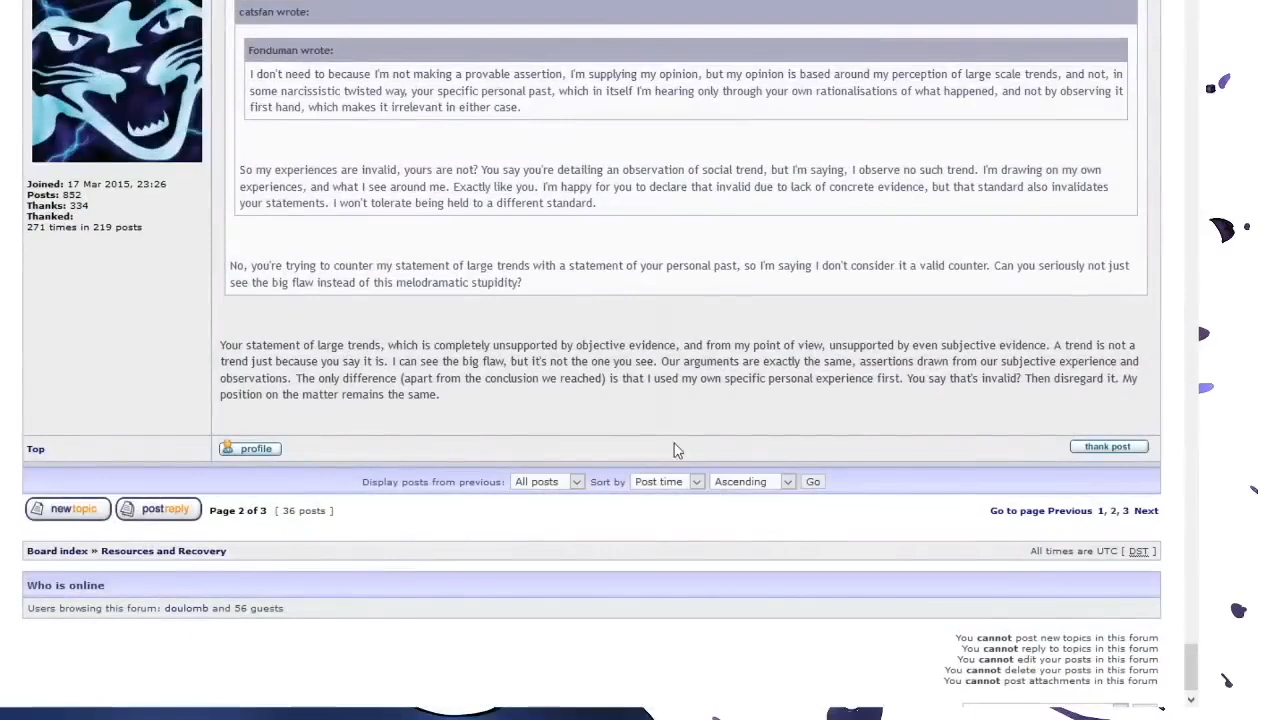 catsfan wrote:
Fonduman wrote:
I don't need to because I'm not making a provable assertion, I'm supplying my opinion, but my opinion is based around my perception of large scale trends, and not, in
some narcissistic twisted way, your specific personal past, which in itself I'm hearing only through your own rationalisations of what happened, and not by observing it
first hand, which makes it irrelevant in either case.
So my experiences are invalid, yours are not? You say you're detailing an observation of social trend, but I'm saying, I observe no such trend. I'm drawing on my own
experiences, and what I see around me. Exactly like you. I'm happy for you to declare that invalid due to lack of concrete evidence, but that standard also invalidates
your statements. I won't tolerate being held to a different standard.
Joined: 17 Mar 2015, 23:26
Posts: 852
Thanks: 334
Thanked:
271 times in 219 posts
No, you're trying to counter my statement of large trends with a statement of your personal past, so I'm saying I don't consider it a valid counter. Can you seriously not just
see the big flaw instead of this melodramatic stupidity?
Your statement of large trends, which is completely unsupported by objective evidence, and from my point of view, unsupported by even subjective evidence. A trend is not a
trend just because you say it is. I can see the big flaw, but it's not the one you see. Our arguments are exactly the same, assertions drawn from our subjective experience and
observations. The only difference (apart from the conclusion we reached) is that I used my own specific personal experience first. You say that's invalid? Then disregard it. My
position on the matter remains the same.
Top profile thank post
Display posts from previous: All posts Sort by Post time Ascending Go
newtopic postreply Page 2 of 3 [ 36 posts ] Go to page Previous 1, 2, 3 Next
Board index » Resources and Recovery All times are UTC [ DST ]
Who is online
Users browsing this forum: doulomb and 56 guests
You cannot post new topics in this forum
You cannot reply to topics in this forum
You cannot edit your posts in this forum
You cannot delete your posts in this forum
You cannot post attachments in this forum